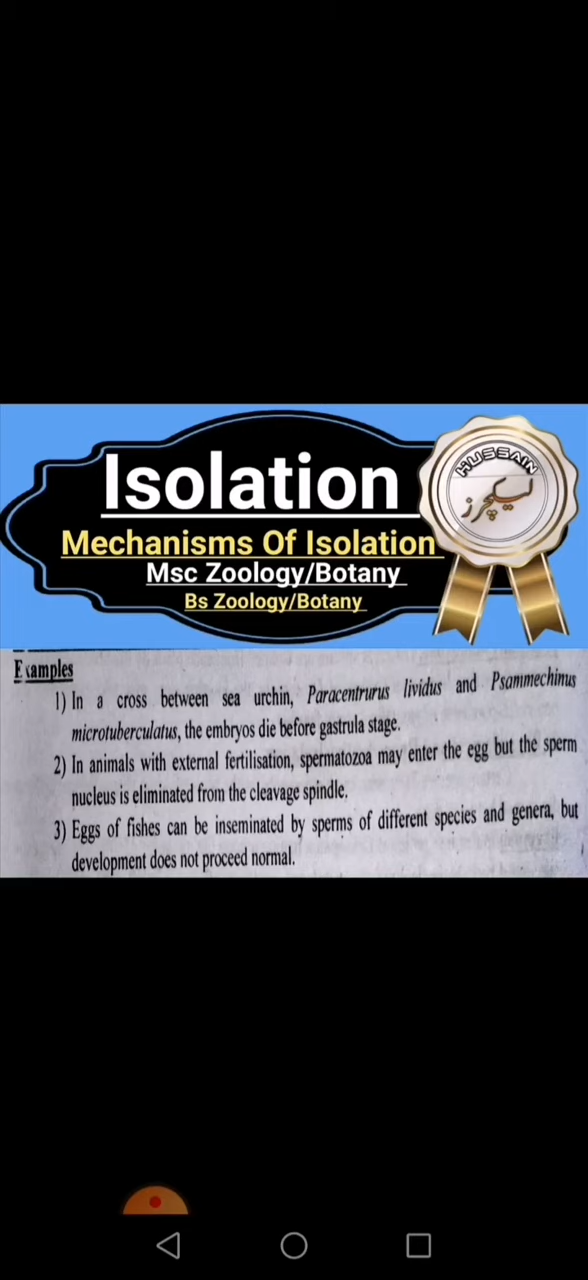 Isolation
Mechanisms Of Isolation
Msc Zoology/Botany
Bs Zoology/Botany
HUSSAIN
لیکچرز
Examples
1) In a cross between sea urchin, Paracentrurus lividus and Psammechinus
microtuberculatus, the embryos die before gastrula stage.
2) In animals with external fertilisation, spermatozoa may enter the egg but the sperm
nucleus is eliminated from the cleavage spindle.
3) Eggs of fishes can be inseminated by sperms of different species and genera, but
development does not proceed normal.